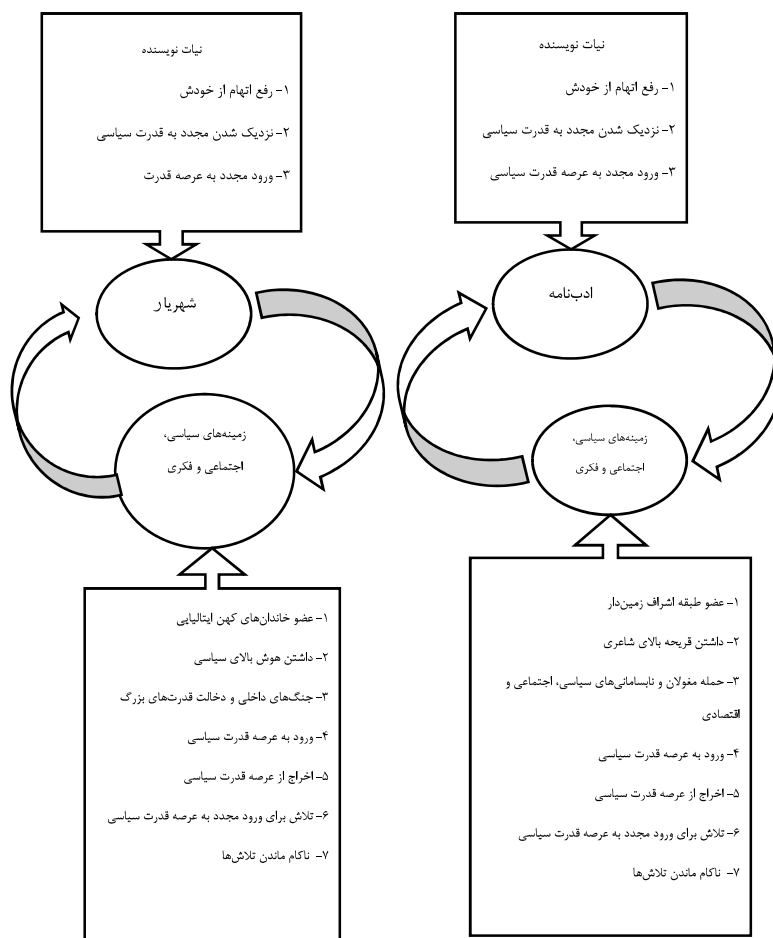 نیات نویسنده
۱- رفع اتهام از خودش
۲- نزدیک شدن مجدد به قدرت سیاسی
۳- ورود مجدد به عرصه قدرت سیاسی
ادب‌نامه
زمینه‌های سیاسی،
اجتماعی و فکری
۱- عضو طبقه اشراف زمین‌دار
۲- داشتن قریحه بالای شاعری
۳- حمله مغولان و نابسامانی‌های سیاسی، اجتماعی و
اقتصادی
۴- ورود به عرصه قدرت سیاسی
۵- اخراج از عرصه قدرت سیاسی
۶- تلاش برای ورود مجدد به عرصه قدرت سیاسی
۷- ناکام ماندن تلاش‌ها
نیات نویسنده
۱- رفع اتهام از خودش
۲- نزدیک شدن مجدد به قدرت سیاسی
۳- ورود مجدد به عرصه قدرت
شهریار
زمینه‌های سیاسی،
اجتماعی و فکری
۱- عضو خاندان‌های کهن ایتالیایی
۲- داشتن هوش بالای سیاسی
۳- جنگ‌های داخلی و دخالت قدرت‌های بزرگ
۴- ورود به عرصه قدرت سیاسی
۵- اخراج از عرصه قدرت سیاسی
۶- تلاش برای ورود مجدد به عرصه قدرت سیاسی
۷- ناکام ماندن تلاش‌ها